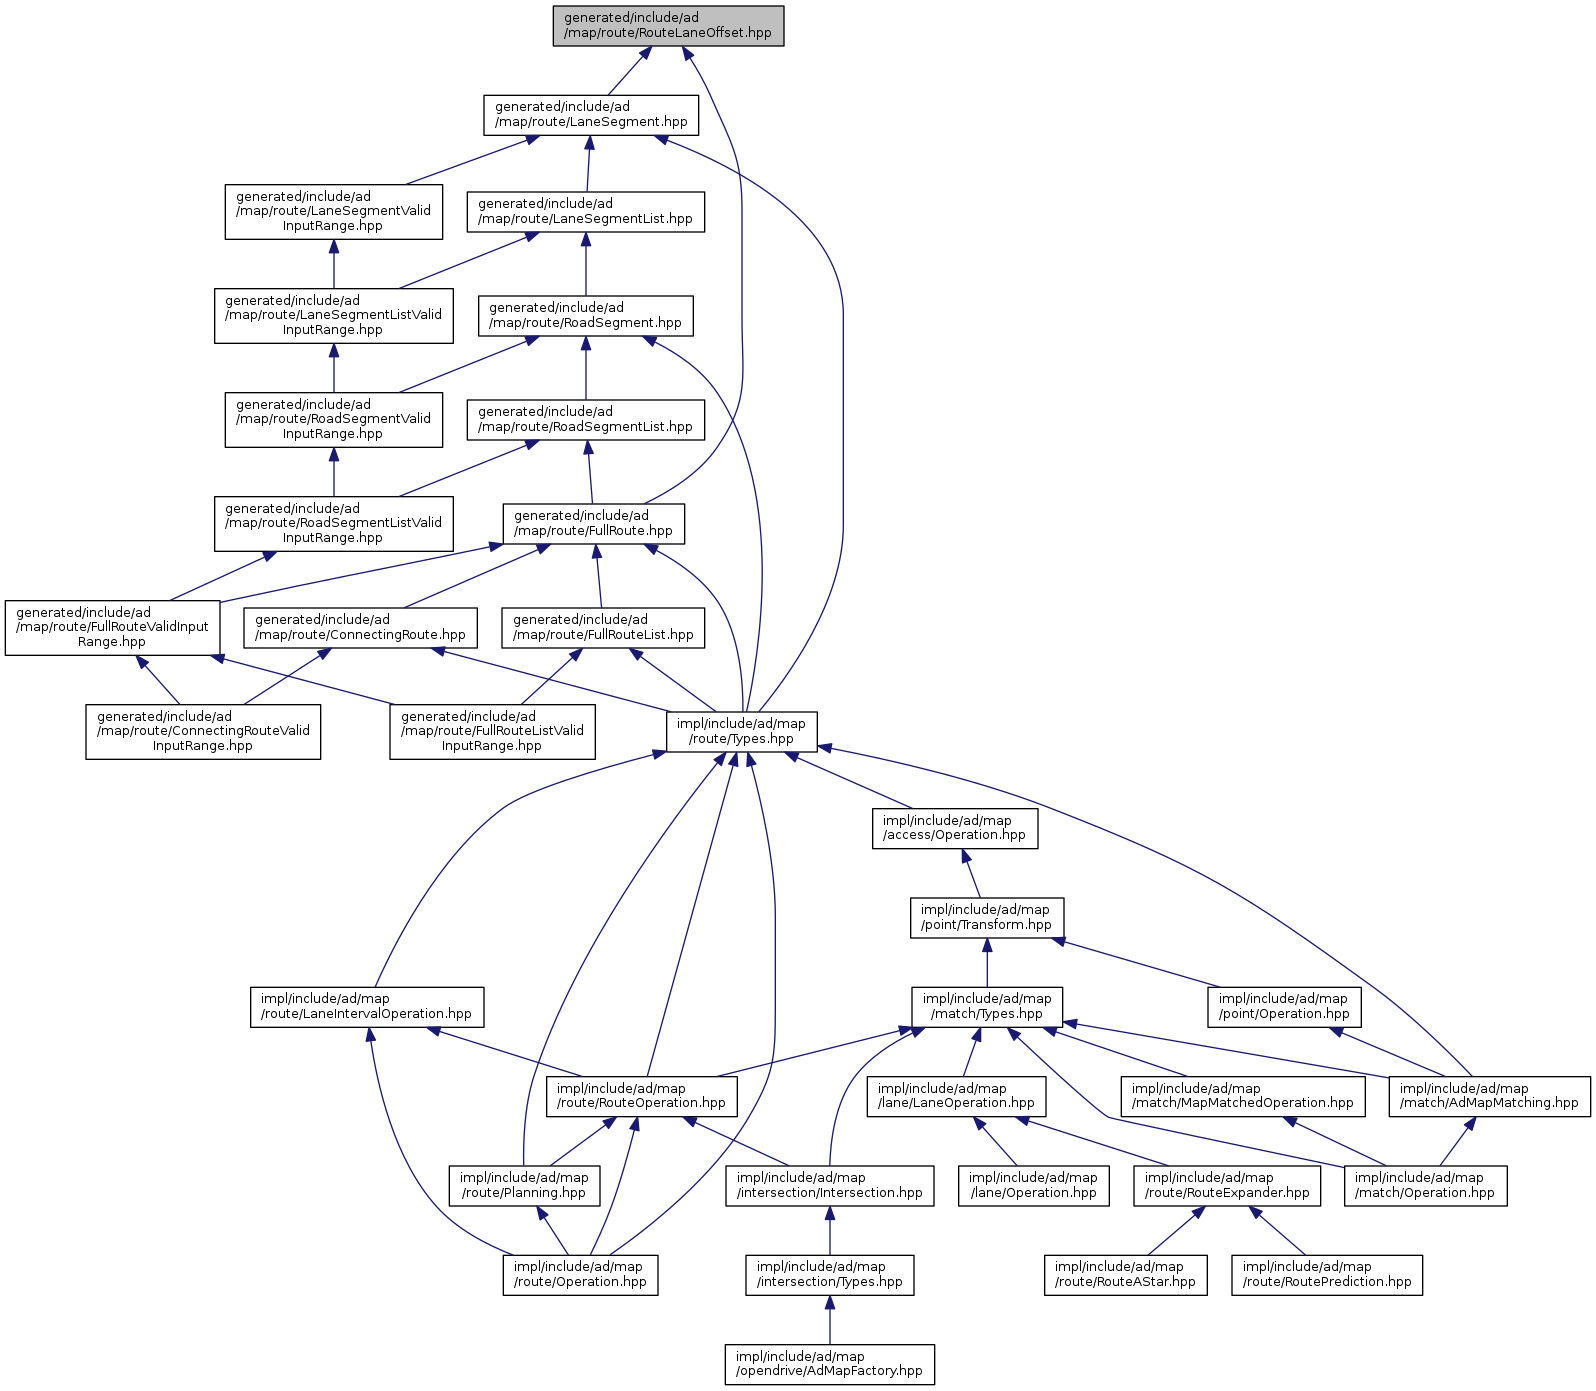 generated/include/ad
/map/route/RouteLaneOffset.hpp
generated/include/ad
/map/route/LaneSegment.hpp
generated/include/ad
/map/route/LaneSegmentValid
InputRange.hpp
generated/include/ad
/map/route/LaneSegmentList.hpp
generated/include/ad
/map/route/LaneSegmentListValid
InputRange.hpp
generated/include/ad
/map/route/RoadSegment.hpp
generated/include/ad
/map/route/RoadSegmentValid
InputRange.hpp
generated/include/ad
/map/route/RoadSegmentList.hpp
generated/include/ad
/map/route/RoadSegmentListValid
InputRange.hpp
generated/include/ad
/map/route/FullRoute.hpp
generated/include/ad
/map/route/FullRouteValidInput
Range.hpp
generated/include/ad
/map/route/ConnectingRoute.hpp
generated/include/ad
/map/route/FullRouteList.hpp
generated/include/ad
/map/route/ConnectingRouteValid
InputRange.hpp
generated/include/ad
/map/route/FullRouteListValid
InputRange.hpp
impl/include/ad/map
/route/Types.hpp
impl/include/ad/map
/access/Operation.hpp
impl/include/ad/map
/point/Transform.hpp
impl/include/ad/map
/route/LaneIntervalOperation.hpp
impl/include/ad/map
/match/Types.hpp
impl/include/ad/map
/point/Operation.hpp
impl/include/ad/map
/route/RouteOperation.hpp
impl/include/ad/map
/lane/LaneOperation.hpp
impl/include/ad/map
/match/MapMatchedOperation.hpp
impl/include/ad/map
/match/AdMapMatching.hpp
impl/include/ad/map
/route/Planning.hpp
impl/include/ad/map
/intersection/Intersection.hpp
impl/include/ad/map
/lane/Operation.hpp
impl/include/ad/map
/route/RouteExpander.hpp
impl/include/ad/map
/match/Operation.hpp
impl/include/ad/map
/route/Operation.hpp
impl/include/ad/map
/intersection/Types.hpp
impl/include/ad/map
/route/RouteAStar.hpp
impl/include/ad/map
/route/RoutePrediction.hpp
impl/include/ad/map
/opendrive/AdMapFactory.hpp